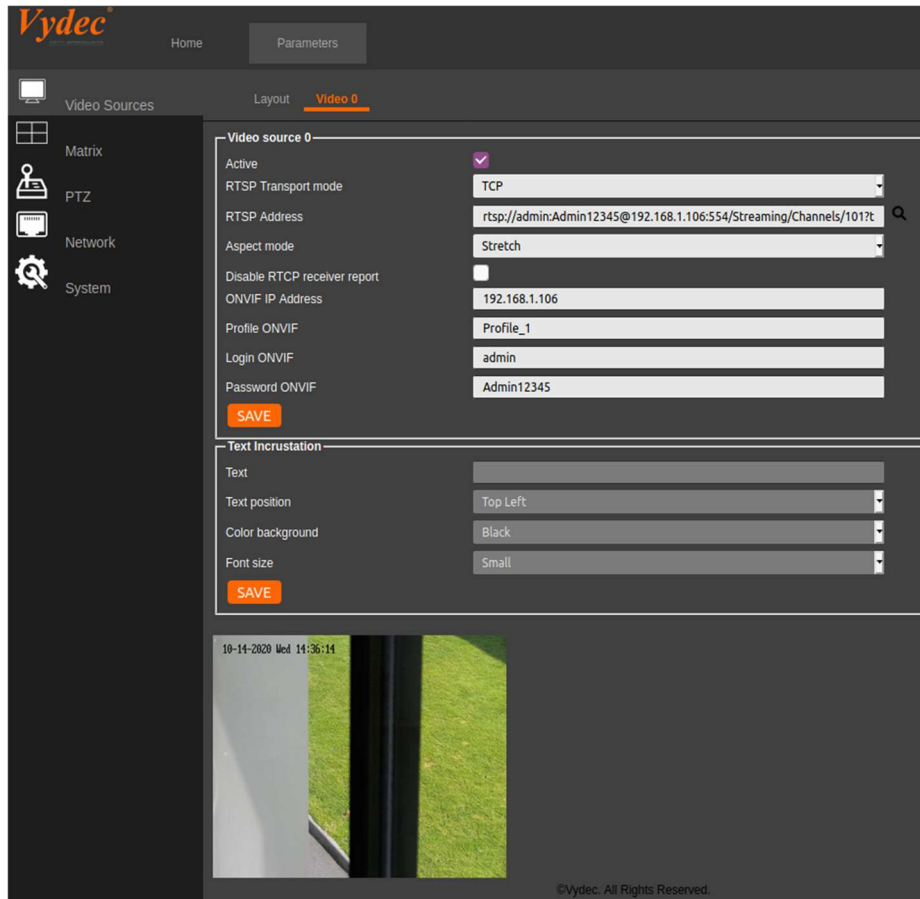 Vydec®
Home
Parameters
Video Sources
Layout
Video 0
Matrix
PTZ
Network
System
Video source 0
Active
RTSP Transport mode
TCP
RTSP Address
rtsp://admin:Admin12345@192.168.1.106:554/Streaming/Channels/101?t
Aspect mode
Stretch
Disable RTCP receiver report
ONVIF IP Address
192.168.1.106
Profile ONVIF
Profile_1
Login ONVIF
admin
Password ONVIF
Admin12345
SAVE
Text Incrustation
Text
Text position
Top Left
Color background
Black
Font size
Small
SAVE
10-14-2020 Wed 14:36:14
©Vydec. All Rights Reserved.